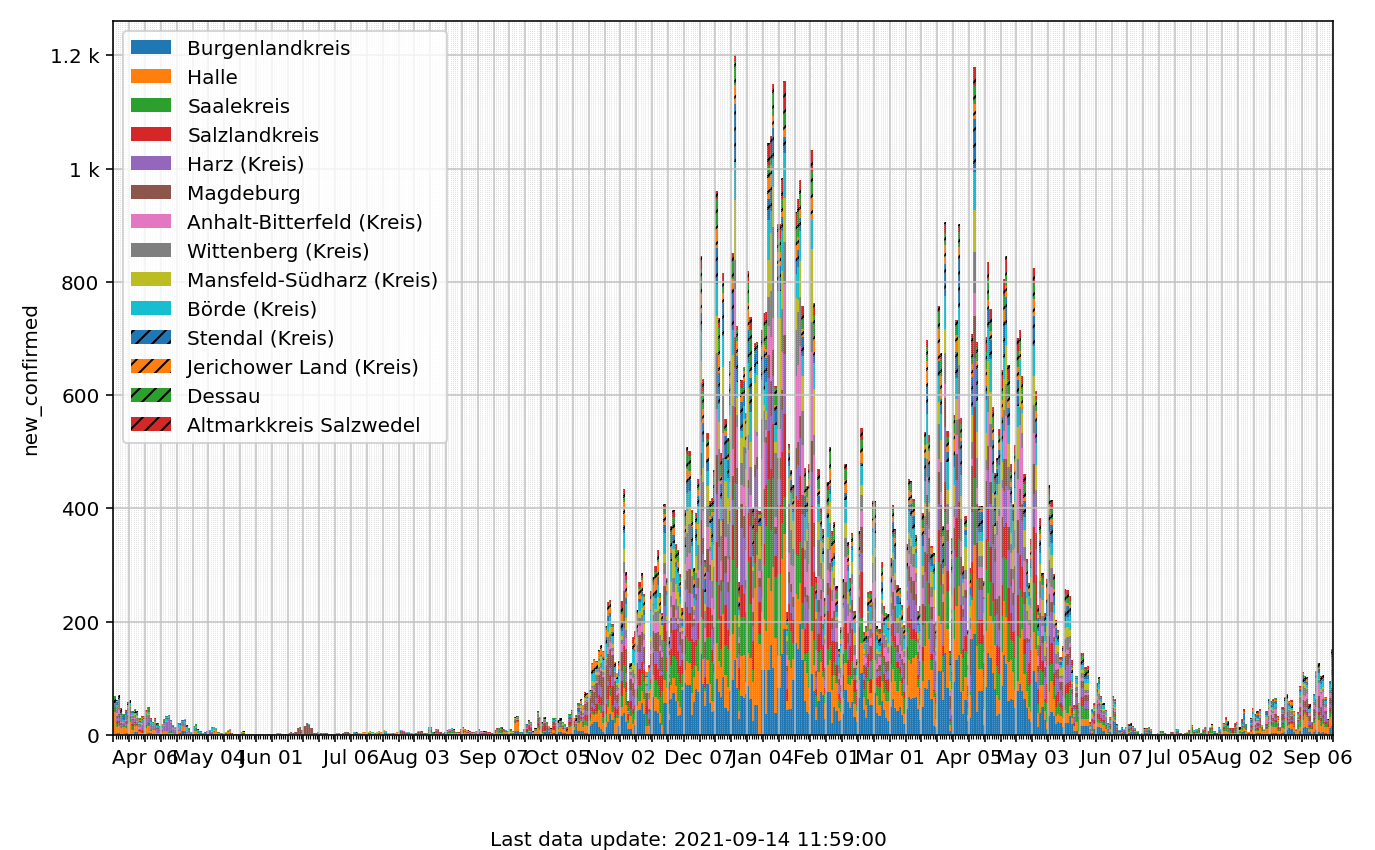 1.2 k
1 k
800
600
400
200
0
new_confirmed
Burgenlandkreis
Halle
Saalekreis
Salzlandkreis
Harz (Kreis)
Magdeburg
Anhalt-Bitterfeld (Kreis)
Wittenberg (Kreis)
Mansfeld-Südharz (Kreis)
Börde (Kreis)
Stendal (Kreis)
Jerichower Land (Kreis)
Dessau
Altmarkkreis Salzwedel
Apr 06 May 04 Jun 01 Jul 06 Aug 03 Sep 07 Oct 05 Nov 02 Dec 07 Jan 04 Feb 01 Mar 01 Apr 05 May 03 Jun 07 Jul 05 Aug 02 Sep 06
Last data update: 2021-09-14 11:59:00